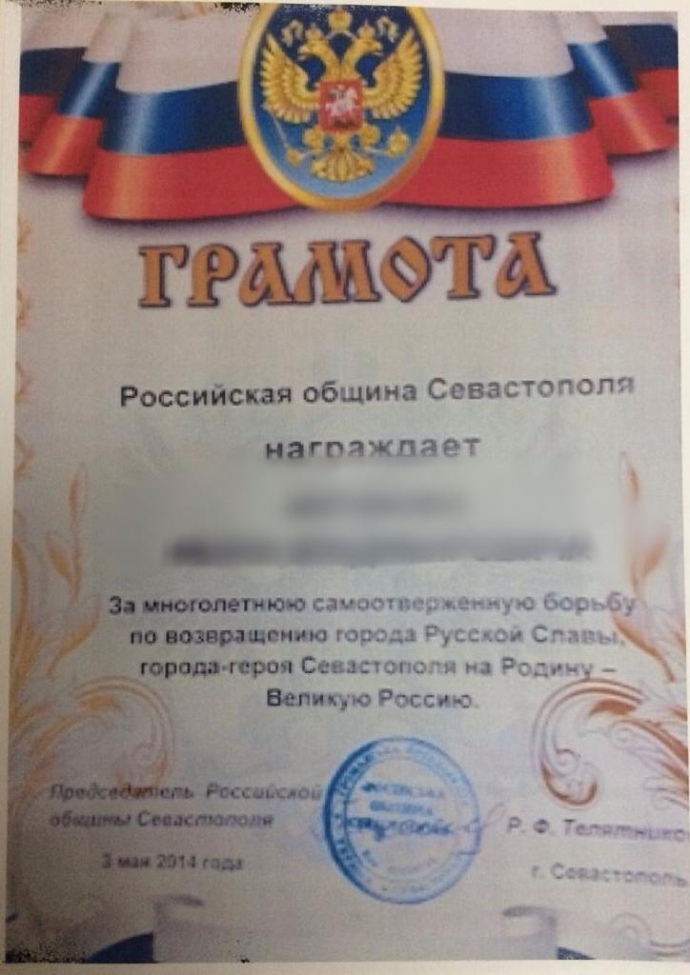 ГРАМОТА
Российская община Севастополя
награждает
За многолетнюю самоотверженную борьбу
по возвращению города Русской Славы,
города-героя Севастополя на Родину –
Великую Россию.
Председатель Российской
общины Севастополя
Р. Ф. Телятников
3 мая 2014 года
г. Севастополь